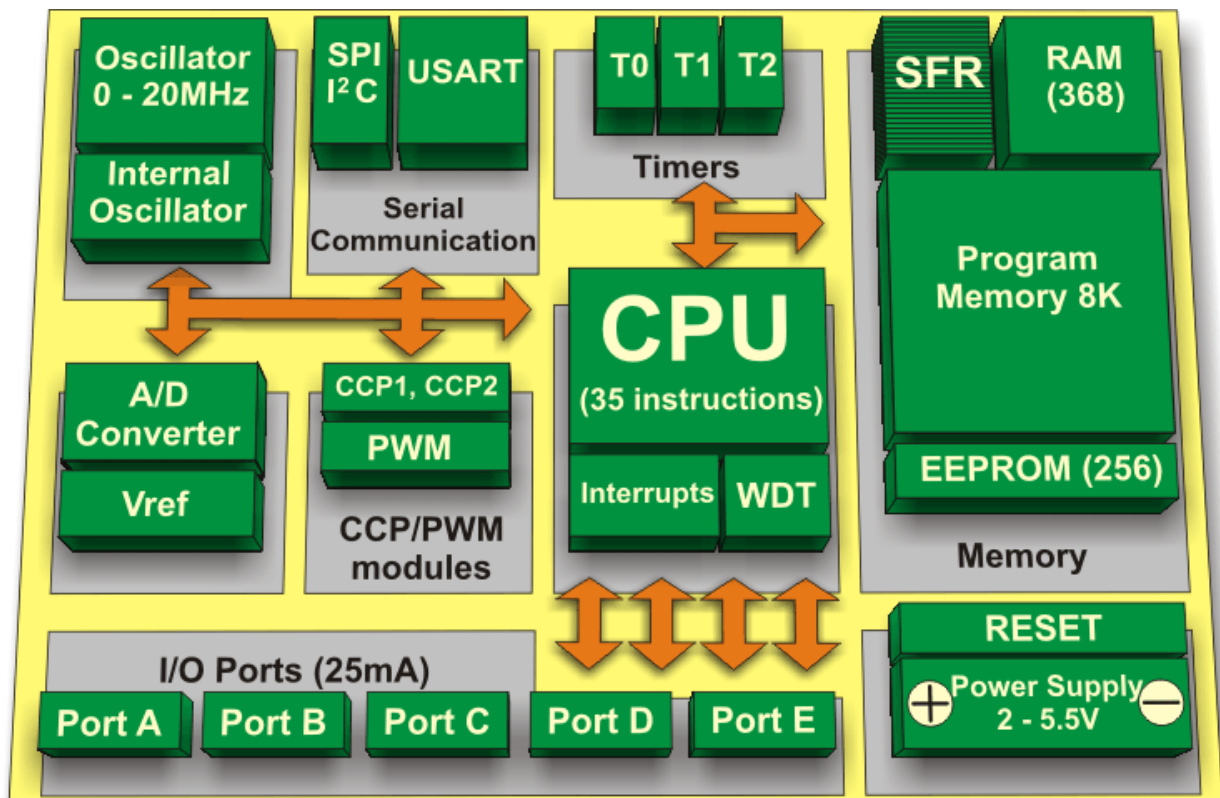 Oscillator
0 - 20MHz
Internal
Oscillator
SPI
I² C
USART
Serial
Communication
T0
T1
T2
Timers
SFR
RAM
(368)
Program
Memory 8K
EEPROM (256)
Memory
CPU
(35 instructions)
Interrupts
WDT
A/D
Converter
Vref
CCP1, CCP2
PWM
CCP/PWM
modules
I/O Ports (25mA)
Port A
Port B
Port C
Port D
Port E
RESET
+
Power Supply
2 - 5.5V
−